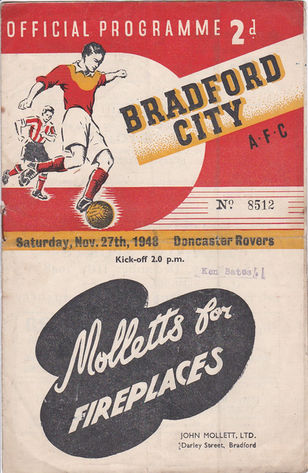 OFFICIAL PROGRAMME 2d
BRADFORD
CITY
A·F·C
No. 8512
Saturday, Nov. 27th, 1948 Doncaster Rovers
Kick-off 2.0 p.m.
Ken Bates
Molletts for
FIREPLACES
JOHN MOLLETT, LTD.
Darley Street, Bradford